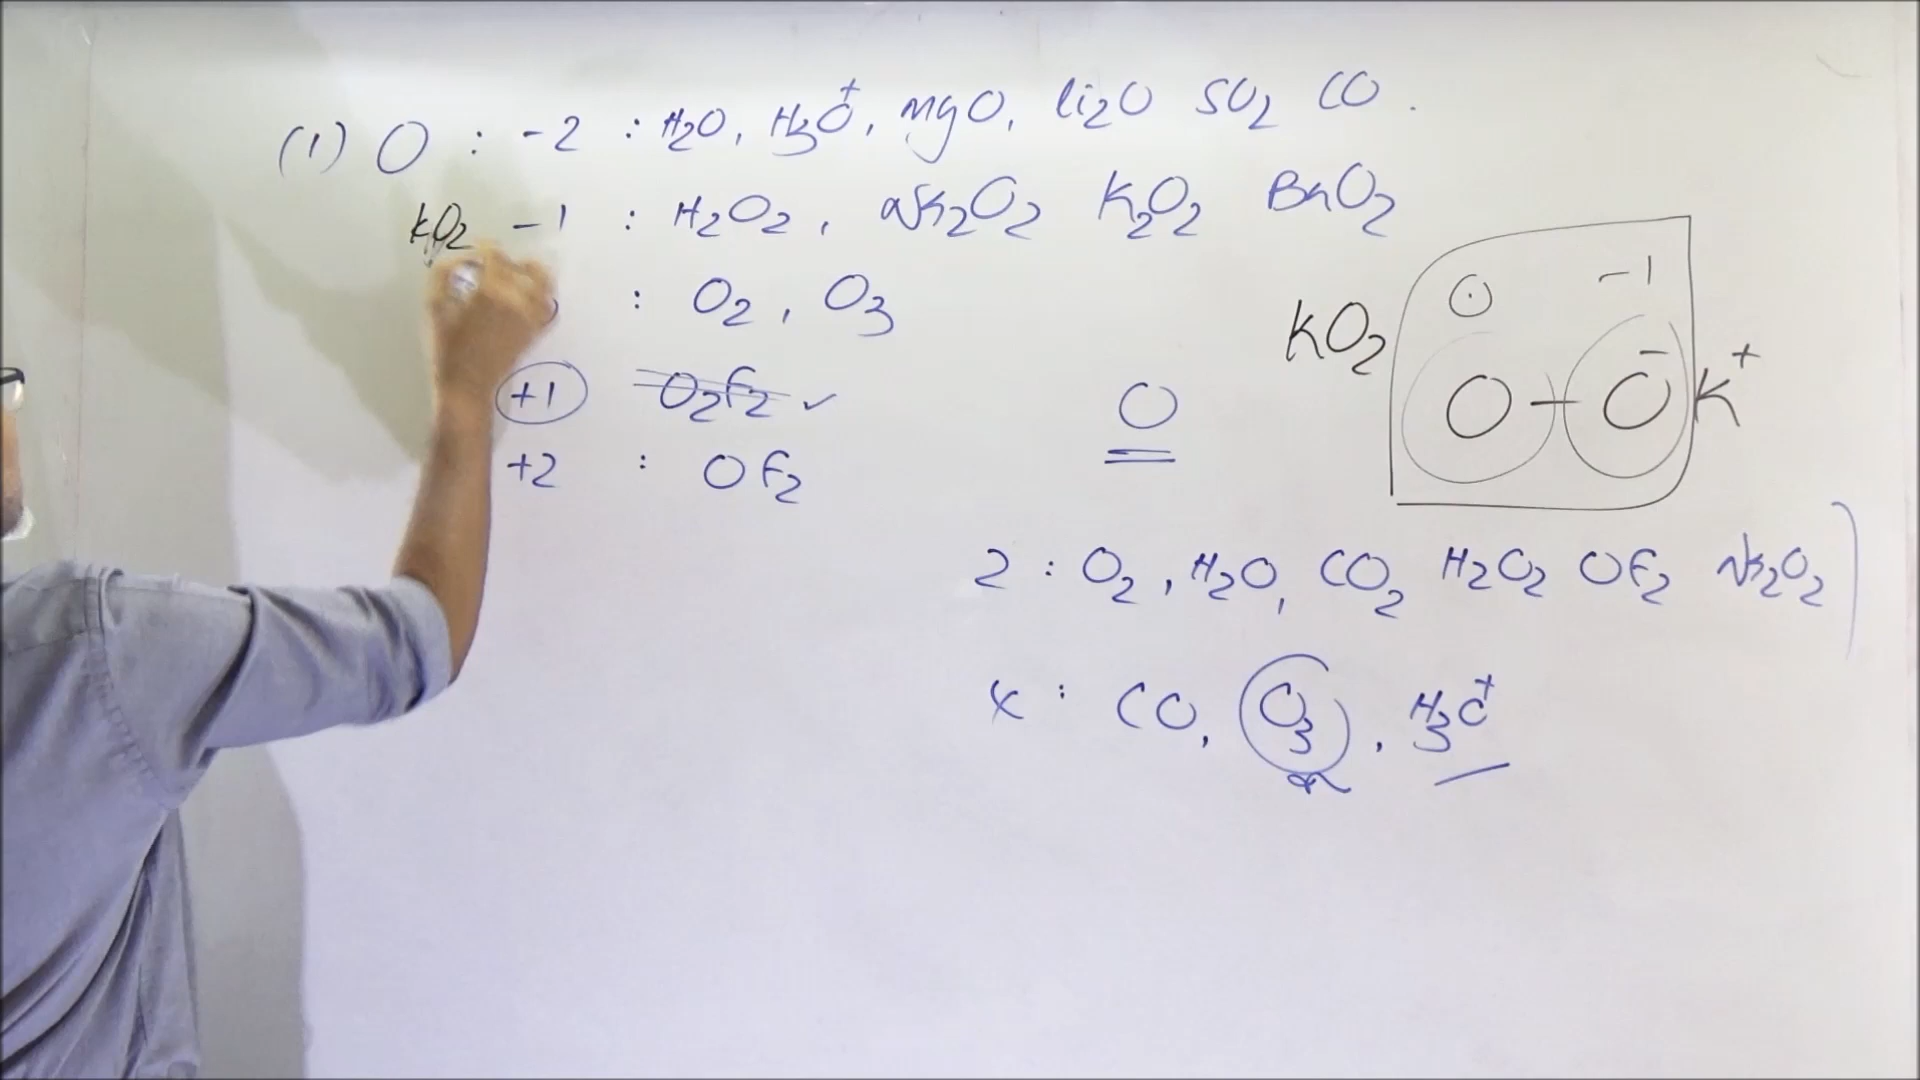 (1) O : -2 : H₂O, H₃O⁺, MgO, Li₂O SO₂ CO .
KO₂ -1 : H₂O₂, Na₂O₂ K₂O₂ BaO₂
: O₂, O₃
+1 O₂F₂ ✓
+2 : OF₂
O
KO₂
0 -1
O - O⁻ K⁺
2 : O₂, H₂O, CO₂ H₂O₂ OF₂ Na₂O₂)
x : CO, O₃, H₃O⁺